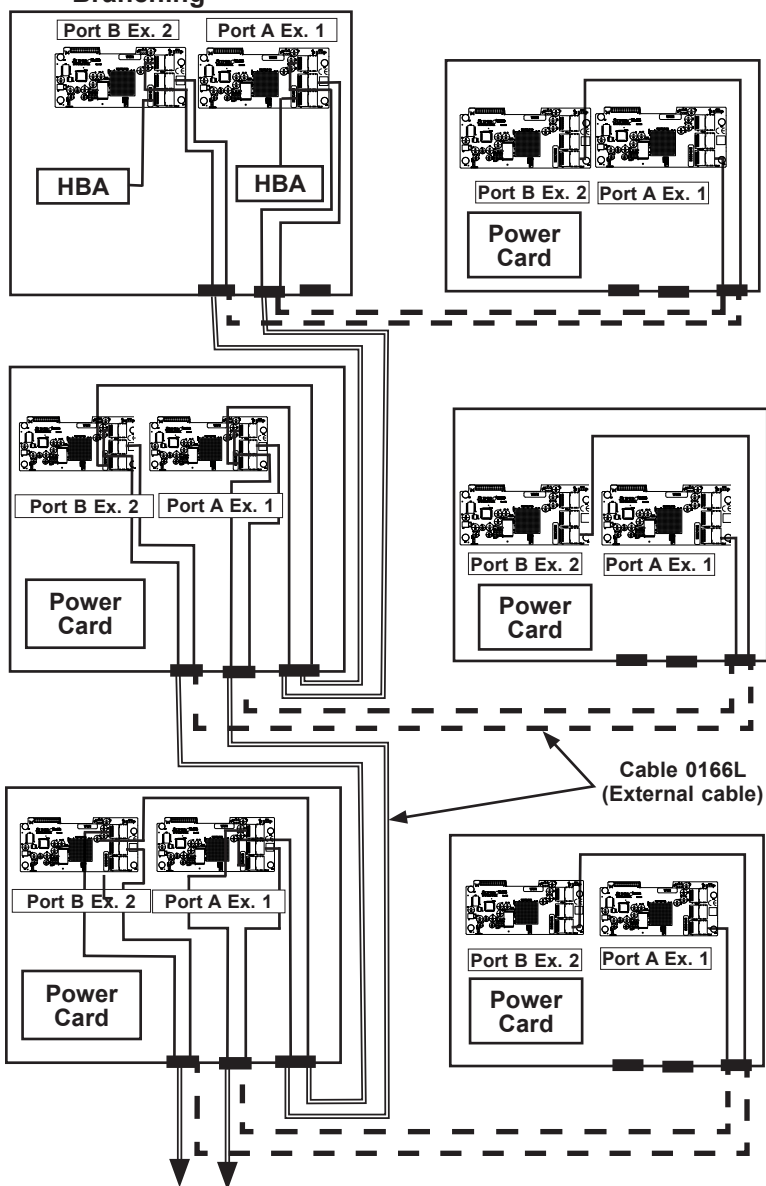 Branching
Port B Ex. 2
Port A Ex. 1
HBA
HBA
Port B Ex. 2
Port A Ex. 1
Power
Card
Port B Ex. 2
Port A Ex. 1
Power
Card
Port B Ex. 2
Port A Ex. 1
Power
Card
Cable 0166L
(External cable)
Port B Ex. 2
Port A Ex. 1
Power
Card
Port B Ex. 2
Port A Ex. 1
Power
Card